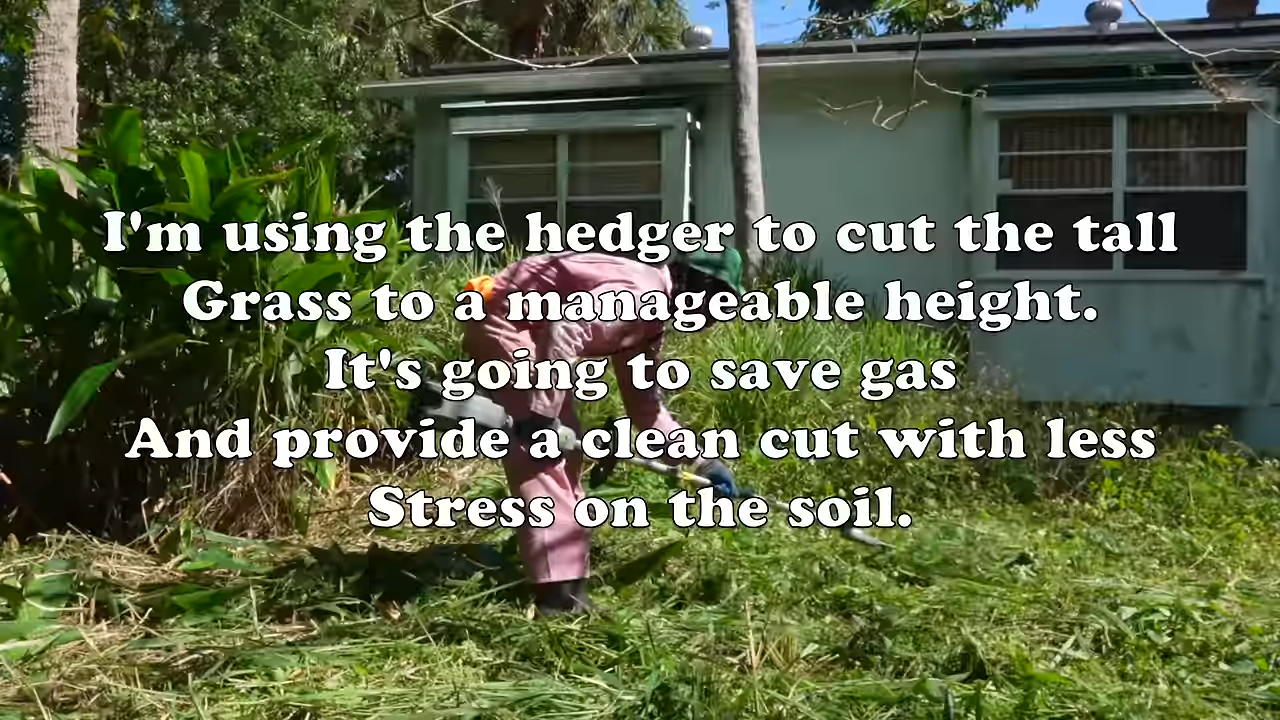 I'm using the hedger to cut the tall
Grass to a manageable height.
It's going to save gas
And provide a clean cut with less
Stress on the soil.